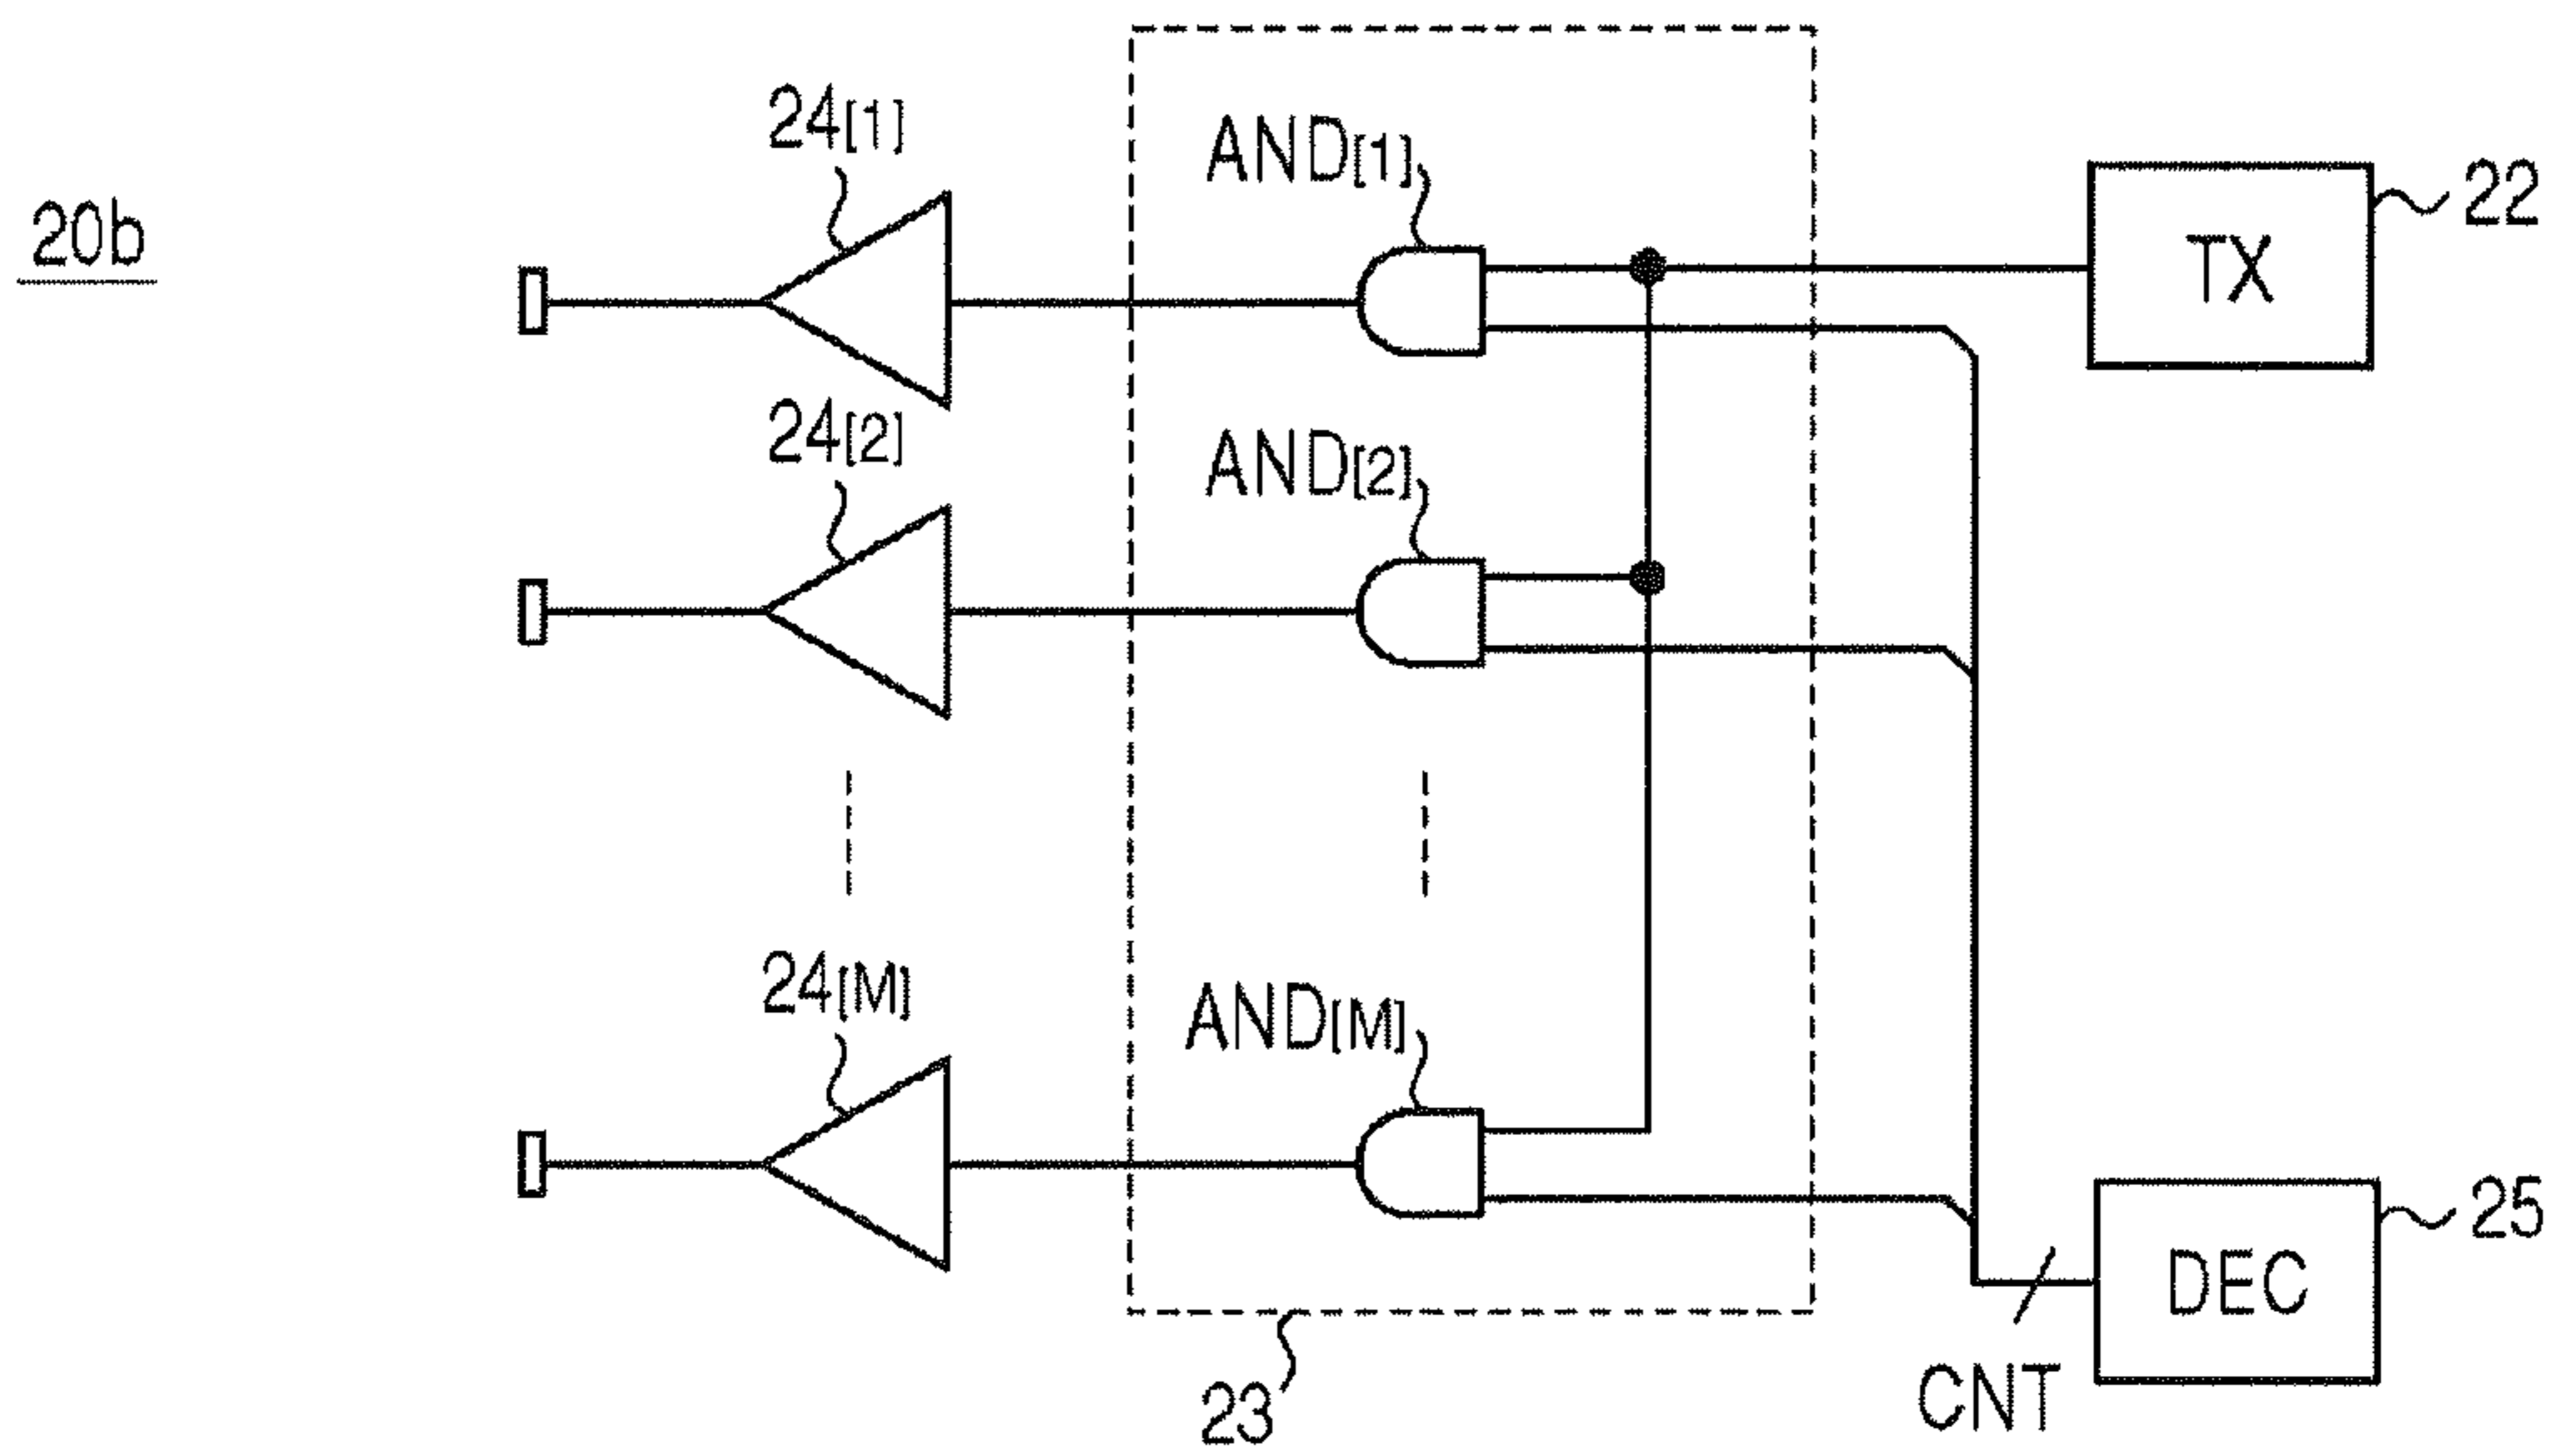 20b
24[1]
AND[1]
TX
22
24[2]
AND[2]
24[M]
AND[M]
DEC
25
CNT
23